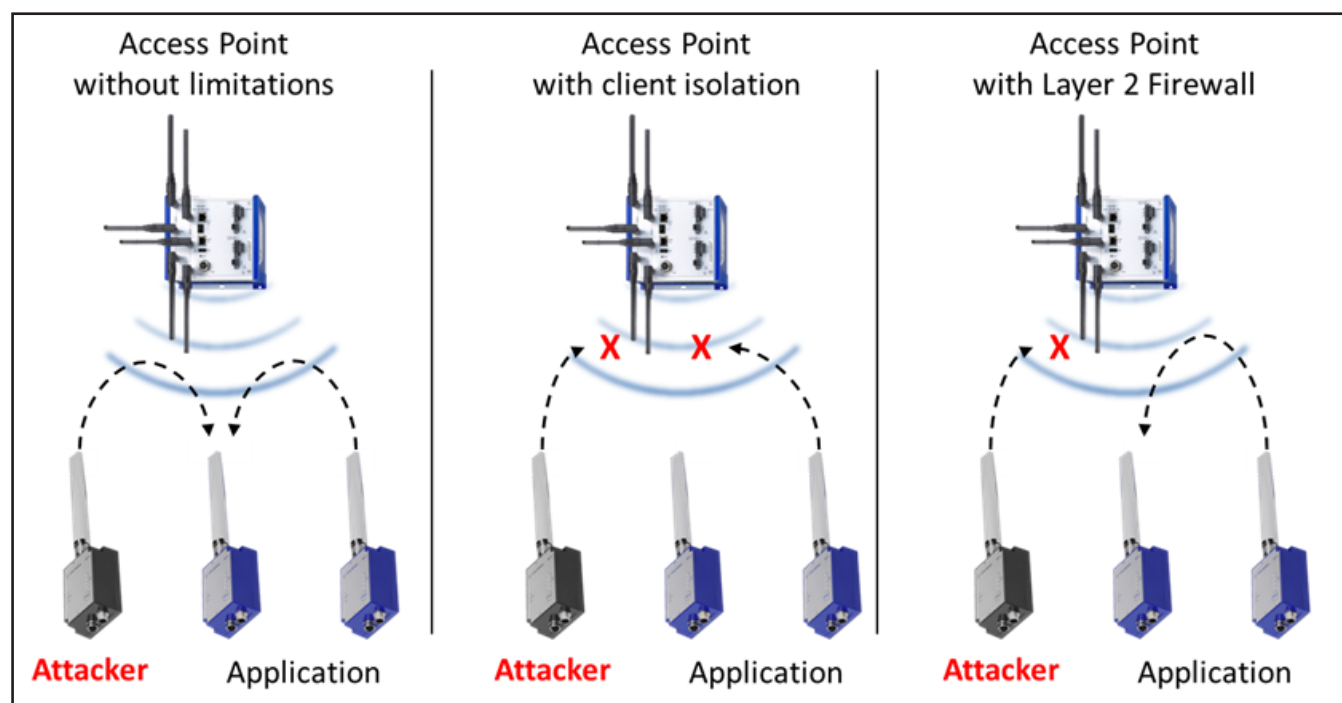 Access Point
without limitations
Access Point
with client isolation
Access Point
with Layer 2 Firewall
X
X
X
Attacker
Application
Attacker
Application
Attacker
Application